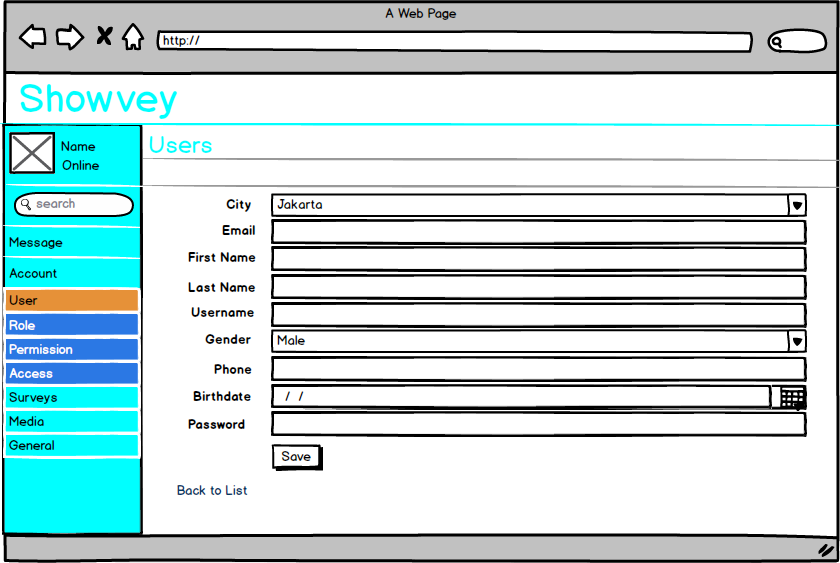 A Web Page
http://
Showvey
Name
Online
Users
search
Message
Account
User
Role
Permission
Access
Surveys
Media
General
City Jakarta
Email
First Name
Last Name
Username
Gender Male
Phone
Birthdate / /
Password
Save
Back to List